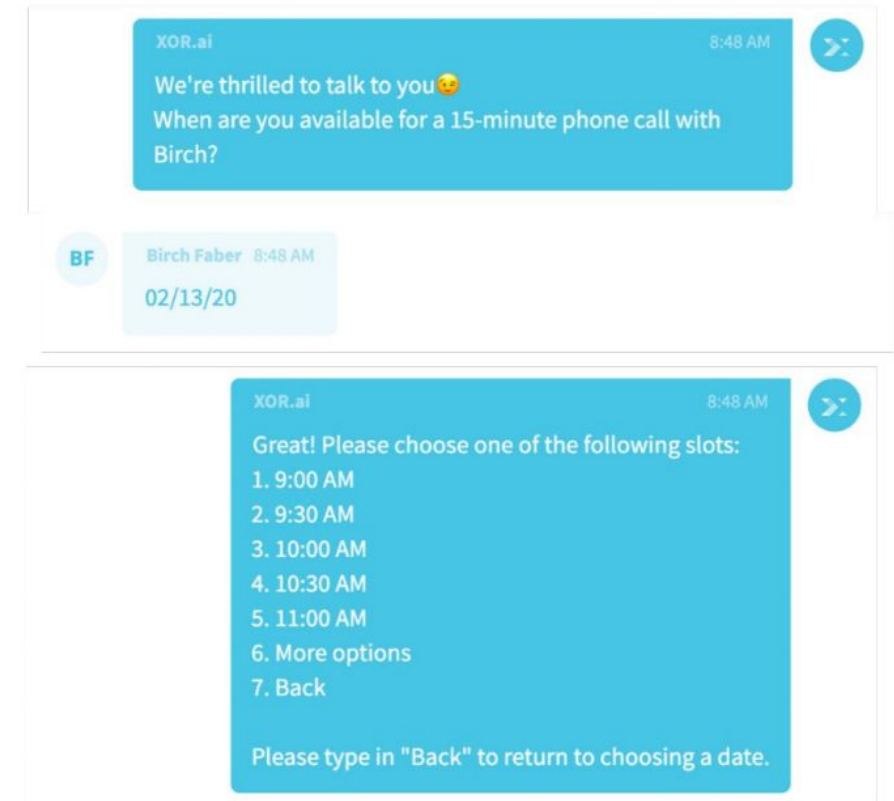 XOR.ai 8:48 AM
We're thrilled to talk to you😉
When are you available for a 15-minute phone call with
Birch?
BF
Birch Faber 8:48 AM
02/13/20
XOR.ai 8:48 AM
Great! Please choose one of the following slots:
1. 9:00 AM
2. 9:30 AM
3. 10:00 AM
4. 10:30 AM
5. 11:00 AM
6. More options
7. Back
Please type in "Back" to return to choosing a date.